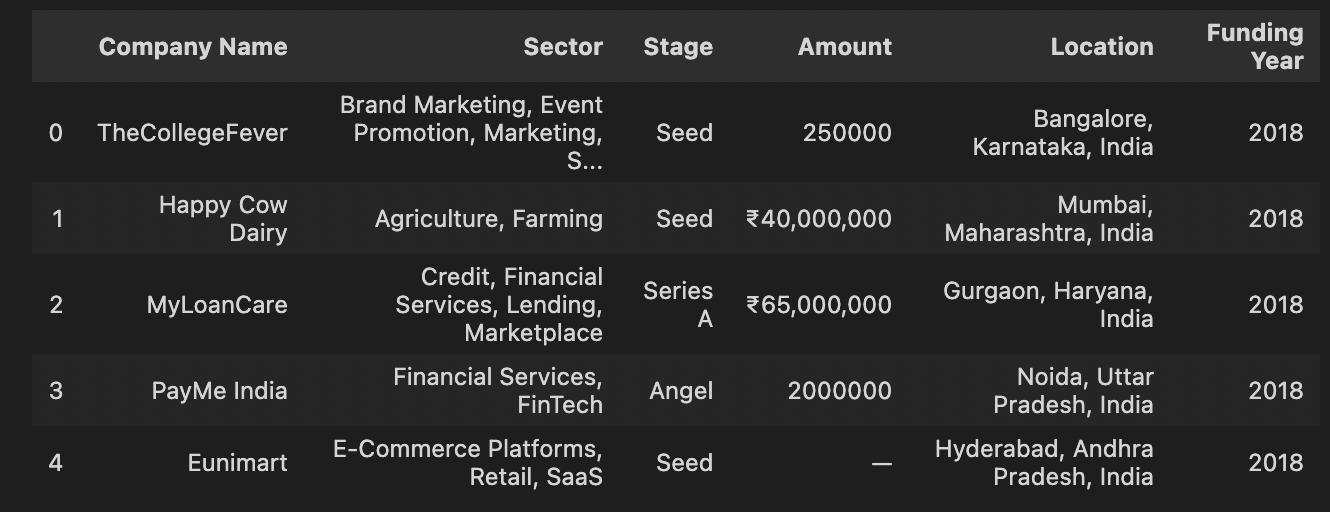 Company Name Sector Stage Amount Location Funding Year
0 TheCollegeFever Brand Marketing, Event Promotion, Marketing, S... Seed 250000 Bangalore, Karnataka, India 2018
1 Happy Cow Dairy Agriculture, Farming Seed ₹40,000,000 Mumbai, Maharashtra, India 2018
2 MyLoanCare Credit, Financial Services, Lending, Marketplace Series A ₹65,000,000 Gurgaon, Haryana, India 2018
3 PayMe India Financial Services, FinTech Angel 2000000 Noida, Uttar Pradesh, India 2018
4 Eunimart E-Commerce Platforms, Retail, SaaS Seed — Hyderabad, Andhra Pradesh, India 2018